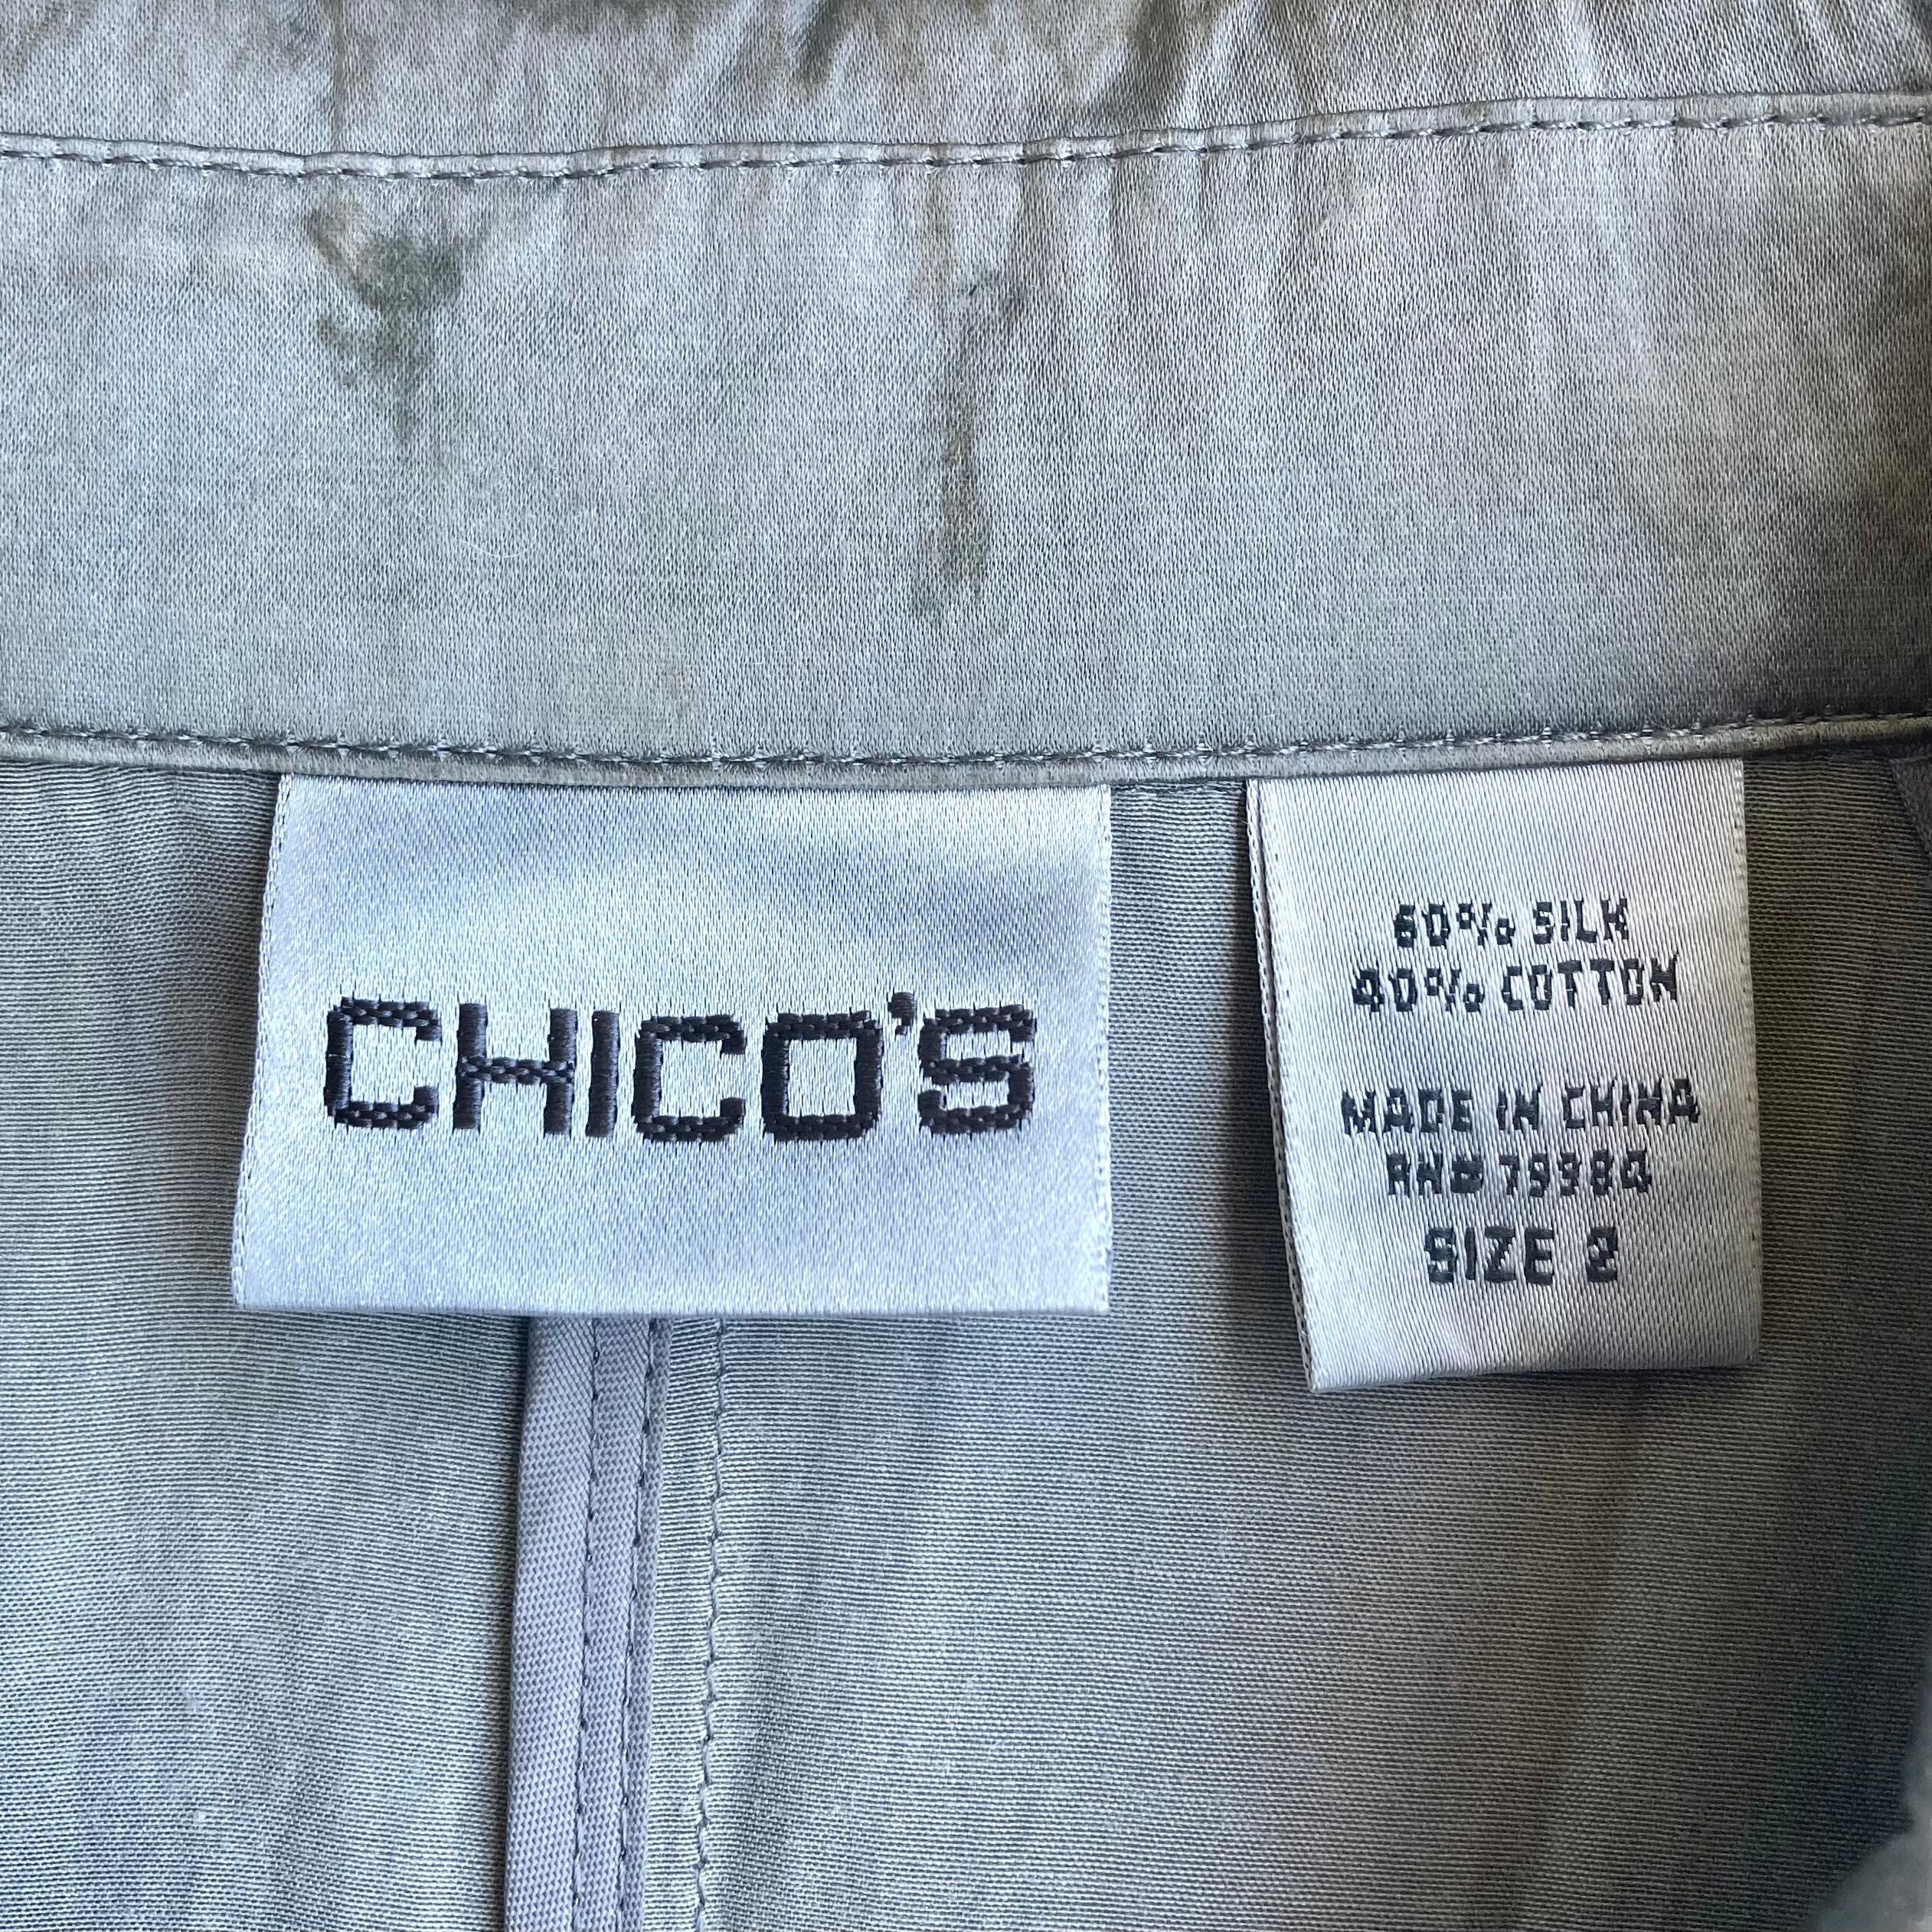 CHICO'S
60% SILK
40% COTTON
MADE IN CHINA
RN# 79984
SIZE 2